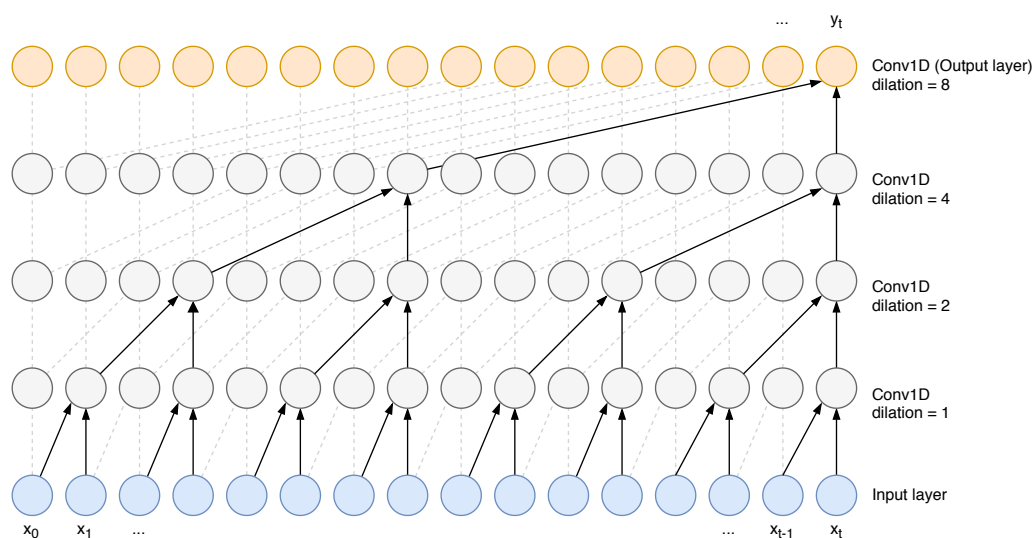 ... y_t
Conv1D (Output layer)
dilation = 8
Conv1D
dilation = 4
Conv1D
dilation = 2
Conv1D
dilation = 1
Input layer
x_0 x_1 ... ... x_t-1 x_t